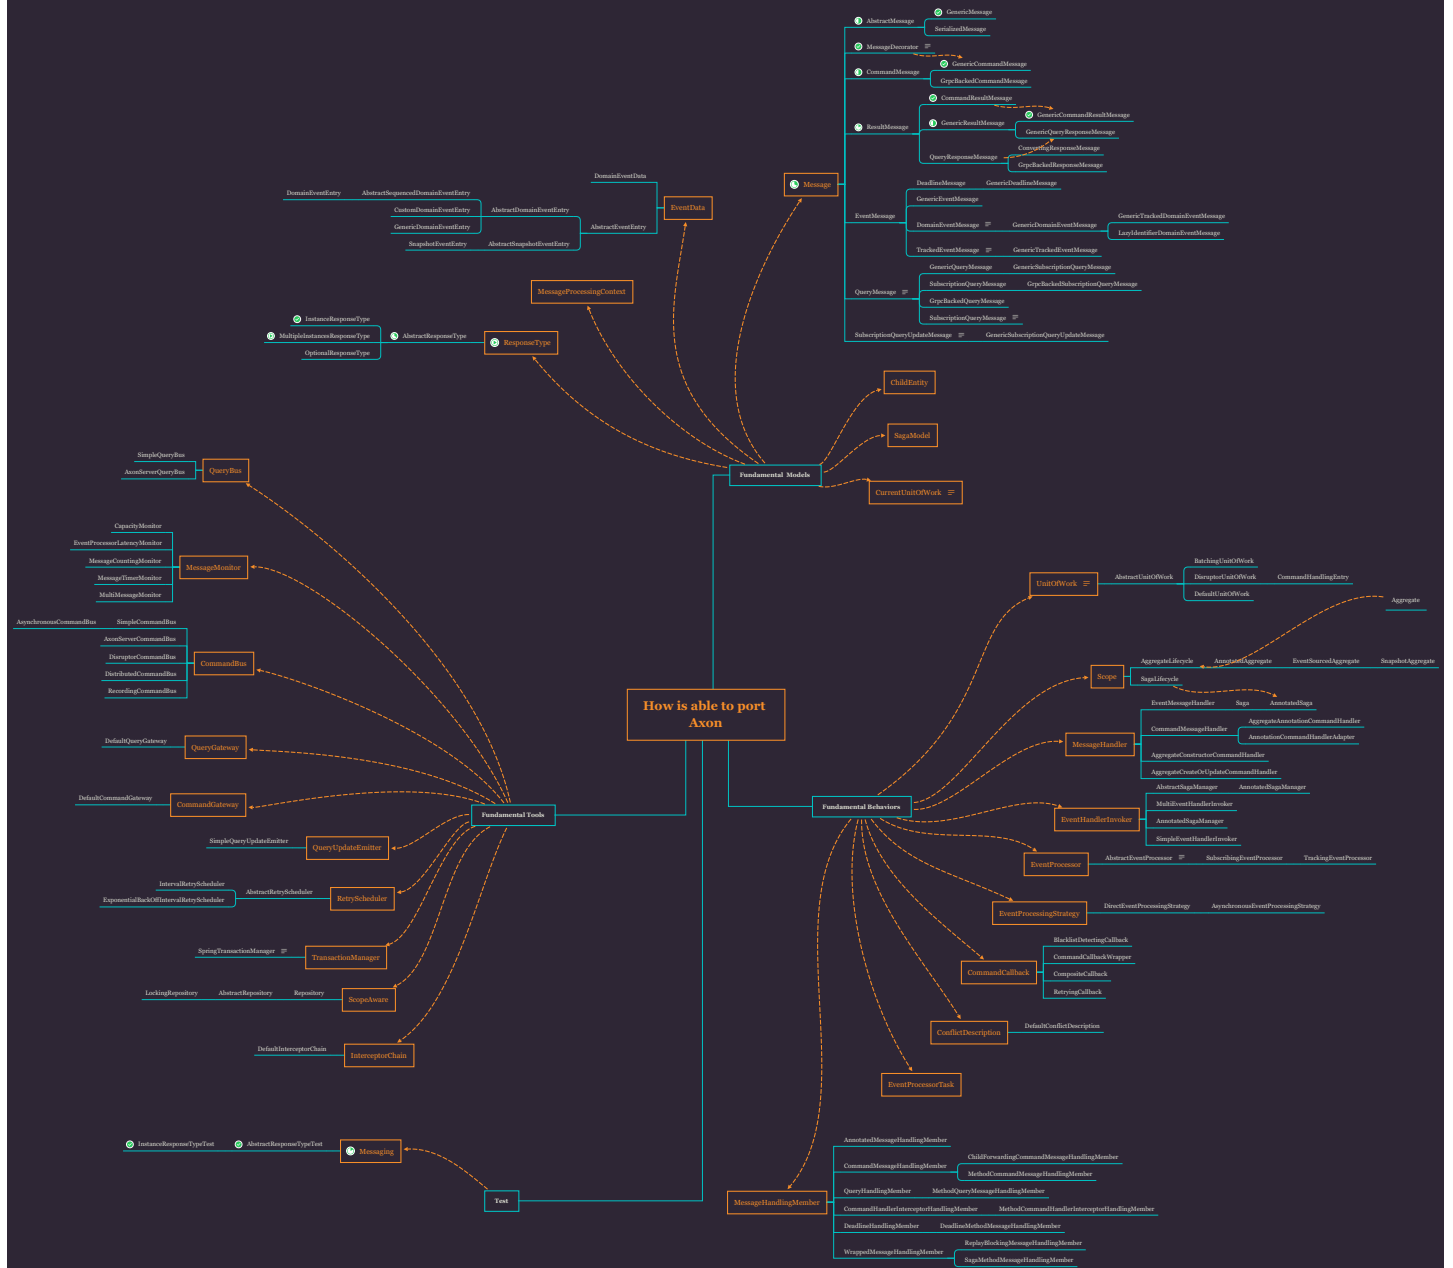 How is able to port
Axon
Fundamental Models
Message
AbstractMessage
GenericMessage
SerializedMessage
MessageDecorator
CommandMessage
GenericCommandMessage
GrpcBackedCommandMessage
ResultMessage
CommandResultMessage
GenericResultMessage
GenericCommandResultMessage
GenericQueryResponseMessage
QueryResponseMessage
ConvertingResponseMessage
GrpcBackedResponseMessage
EventMessage
DeadlineMessage
GenericDeadlineMessage
GenericEventMessage
DomainEventMessage
GenericDomainEventMessage
GenericTrackedDomainEventMessage
LazyIdentifierDomainEventMessage
TrackedEventMessage
GenericTrackedEventMessage
QueryMessage
GenericQueryMessage
GenericSubscriptionQueryMessage
SubscriptionQueryMessage
GrpcBackedSubscriptionQueryMessage
GrpcBackedQueryMessage
SubscriptionQueryMessage
SubscriptionQueryUpdateMessage
GenericSubscriptionQueryUpdateMessage
EventData
DomainEventData
AbstractEventEntry
AbstractDomainEventEntry
AbstractSequencedDomainEventEntry
DomainEventEntry
CustomDomainEventEntry
GenericDomainEventEntry
AbstractSnapshotEventEntry
SnapshotEventEntry
MessageProcessingContext
ResponseType
AbstractResponseType
InstanceResponseType
MultipleInstancesResponseType
OptionalResponseType
ChildEntity
SagaModel
CurrentUnitOfWork
Fundamental Tools
QueryBus
SimpleQueryBus
AxonServerQueryBus
MessageMonitor
CapacityMonitor
EventProcessorLatencyMonitor
MessageCountingMonitor
MessageTimerMonitor
MultiMessageMonitor
CommandBus
SimpleCommandBus
AsynchronousCommandBus
AxonServerCommandBus
DisruptorCommandBus
DistributedCommandBus
RecordingCommandBus
QueryGateway
DefaultQueryGateway
CommandGateway
DefaultCommandGateway
QueryUpdateEmitter
SimpleQueryUpdateEmitter
RetryScheduler
AbstractRetryScheduler
IntervalRetryScheduler
ExponentialBackOffIntervalRetryScheduler
TransactionManager
SpringTransactionManager
ScopeAware
Repository
AbstractRepository
LockingRepository
InterceptorChain
DefaultInterceptorChain
Test
Messaging
AbstractResponseTypeTest
InstanceResponseTypeTest
Fundamental Behaviors
UnitOfWork
AbstractUnitOfWork
BatchingUnitOfWork
DisruptorUnitOfWork
CommandHandlingEntry
DefaultUnitOfWork
Aggregate
Scope
AggregateLifecycle
AnnotatedAggregate
EventSourcedAggregate
SnapshotAggregate
SagaLifecycle
MessageHandler
EventMessageHandler
Saga
AnnotatedSaga
CommandMessageHandler
AggregateAnnotationCommandHandler
AnnotationCommandHandlerAdapter
AggregateConstructorCommandHandler
AggregateCreateOrUpdateCommandHandler
EventHandlerInvoker
AbstractSagaManager
AnnotatedSagaManager
MultiEventHandlerInvoker
AnnotatedSagaManager
SimpleEventHandlerInvoker
EventProcessor
AbstractEventProcessor
SubscribingEventProcessor
TrackingEventProcessor
EventProcessingStrategy
DirectEventProcessingStrategy
AsynchronousEventProcessingStrategy
CommandCallback
BlacklistDetectingCallback
CommandCallbackWrapper
CompositeCallback
RetryingCallback
ConflictDescription
DefaultConflictDescription
EventProcessorTask
MessageHandlingMember
AnnotatedMessageHandlingMember
CommandMessageHandlingMember
ChildForwardingCommandMessageHandlingMember
MethodCommandMessageHandlingMember
QueryHandlingMember
MethodQueryMessageHandlingMember
CommandHandlerInterceptorHandlingMember
MethodCommandHandlerInterceptorHandlingMember
DeadlineHandlingMember
DeadlineMethodMessageHandlingMember
WrappedMessageHandlingMember
ReplayBlockingMessageHandlingMember
SagaMethodMessageHandlingMember